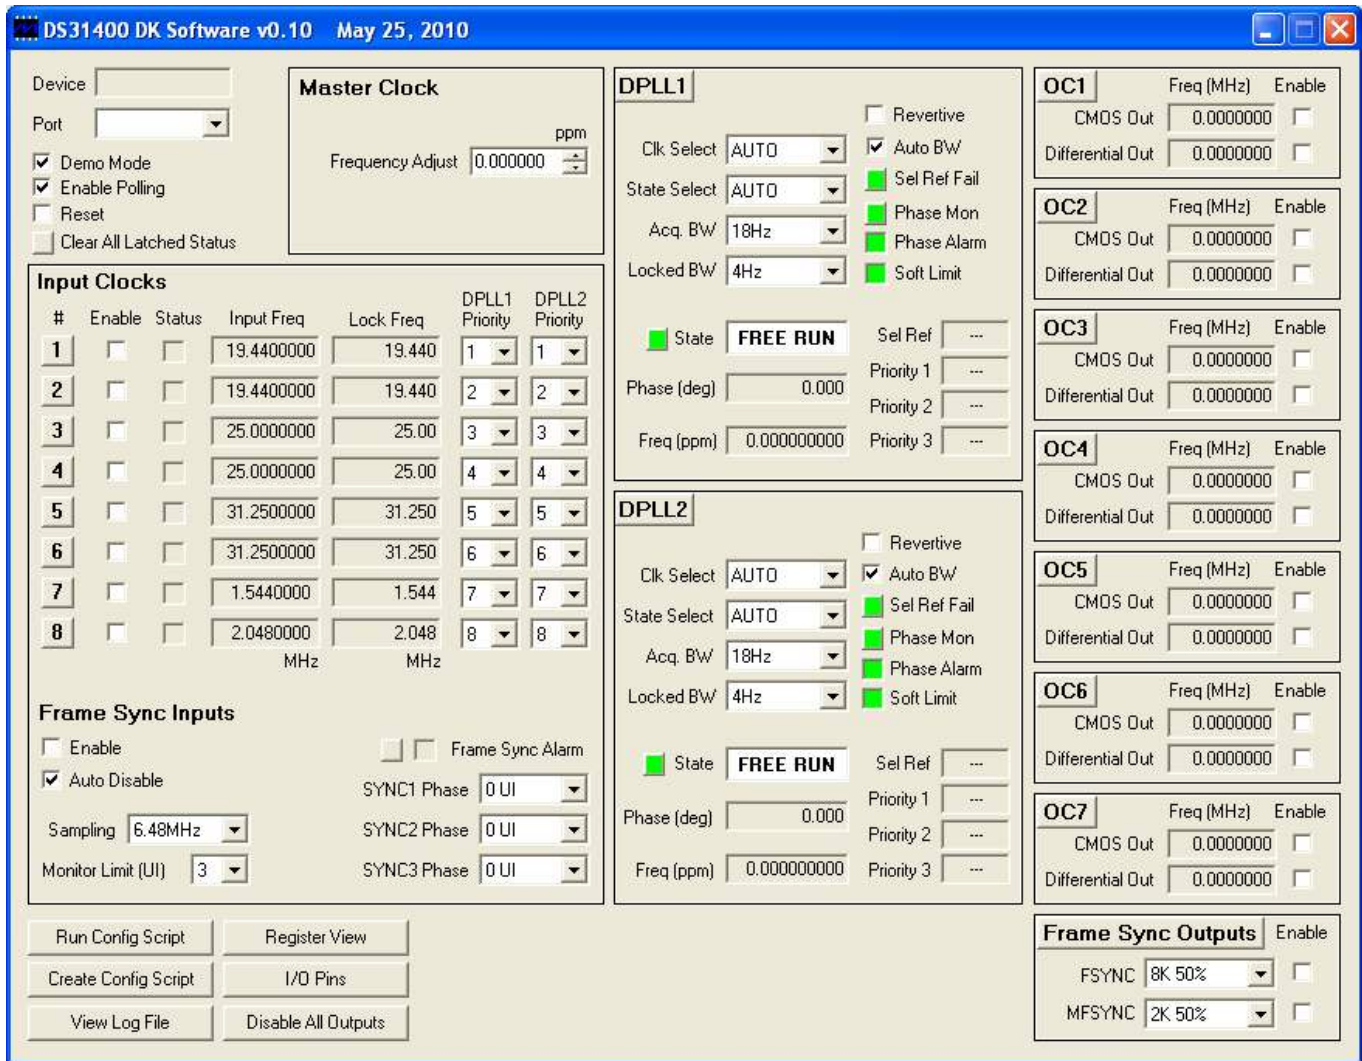 DS31400 DK Software v0.10 May 25, 2010
Device
Port
Demo Mode
Enable Polling
Reset
Clear All Latched Status
Master Clock
ppm
Frequency Adjust 0.000000
Input Clocks
# Enable Status Input Freq Lock Freq DPLL1 Priority DPLL2 Priority
1 19.4400000 19.440 1 1
2 19.4400000 19.440 2 2
3 25.0000000 25.00 3 3
4 25.0000000 25.00 4 4
5 31.2500000 31.250 5 5
6 31.2500000 31.250 6 6
7 1.5440000 1.544 7 7
8 2.0480000 2.048 8 8
MHz MHz
Frame Sync Inputs
Enable
Auto Disable
Sampling 6.48MHz
Monitor Limit (UI) 3
Frame Sync Alarm
SYNC1 Phase 0 UI
SYNC2 Phase 0 UI
SYNC3 Phase 0 UI
Run Config Script Register View
Create Config Script I/O Pins
View Log File Disable All Outputs
DPLL1
Clk Select AUTO
State Select AUTO
Acq. BW 18Hz
Locked BW 4Hz
Revertive
Auto BW
Sel Ref Fail
Phase Mon
Phase Alarm
Soft Limit
State FREE RUN
Phase (deg) 0.000
Freq (ppm) 0.000000000
Sel Ref ---
Priority 1 ---
Priority 2 ---
Priority 3 ---
DPLL2
Clk Select AUTO
State Select AUTO
Acq. BW 18Hz
Locked BW 4Hz
Revertive
Auto BW
Sel Ref Fail
Phase Mon
Phase Alarm
Soft Limit
State FREE RUN
Phase (deg) 0.000
Freq (ppm) 0.000000000
Sel Ref ---
Priority 1 ---
Priority 2 ---
Priority 3 ---
OC1 Freq (MHz) Enable
CMOS Out 0.0000000
Differential Out 0.0000000
OC2 Freq (MHz) Enable
CMOS Out 0.0000000
Differential Out 0.0000000
OC3 Freq (MHz) Enable
CMOS Out 0.0000000
Differential Out 0.0000000
OC4 Freq (MHz) Enable
CMOS Out 0.0000000
Differential Out 0.0000000
OC5 Freq (MHz) Enable
CMOS Out 0.0000000
Differential Out 0.0000000
OC6 Freq (MHz) Enable
CMOS Out 0.0000000
Differential Out 0.0000000
OC7 Freq (MHz) Enable
CMOS Out 0.0000000
Differential Out 0.0000000
Frame Sync Outputs Enable
FSYNC 8K 50%
MFSYNC 2K 50%